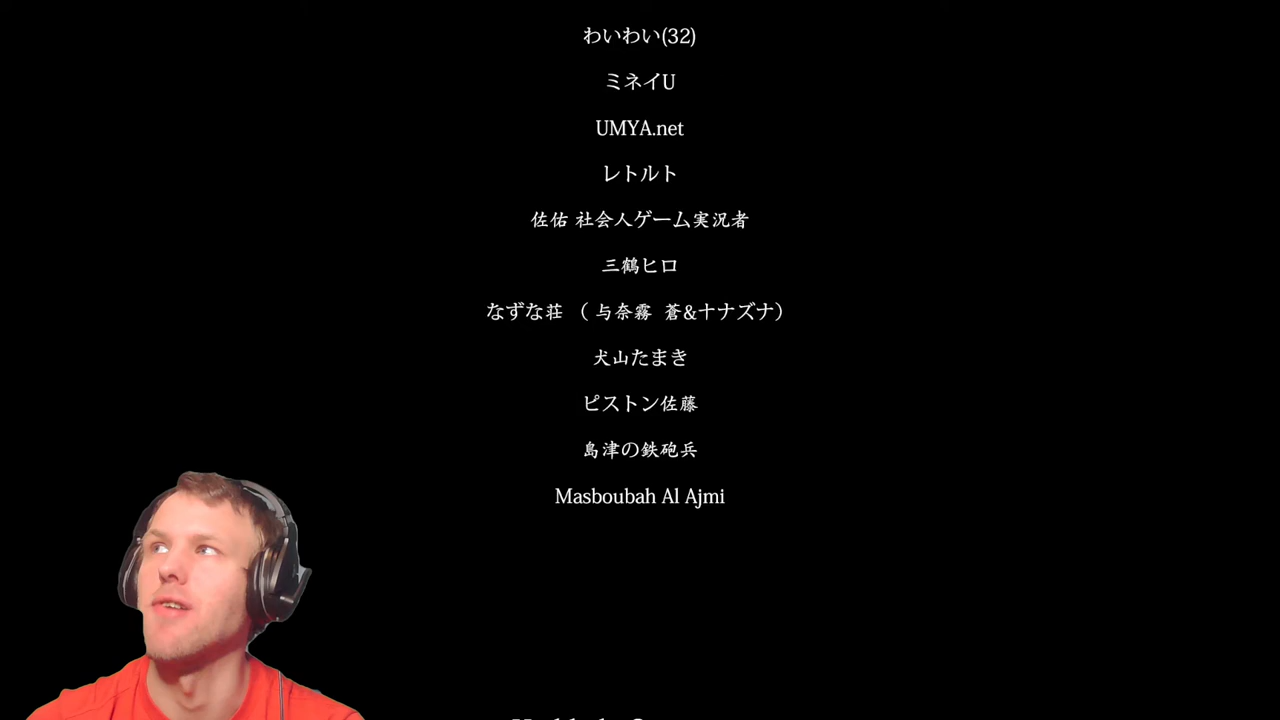 わいわい(32)
ミネイU
UMYA.net
レトルト
佐佑 社会人ゲーム実況者
三鶴ヒロ
なずな荘 （ 与奈霧 蒼&ナナズナ）
犬山たまき
ピストン佐藤
島津の鉄砲兵
Masboubah Al Ajmi